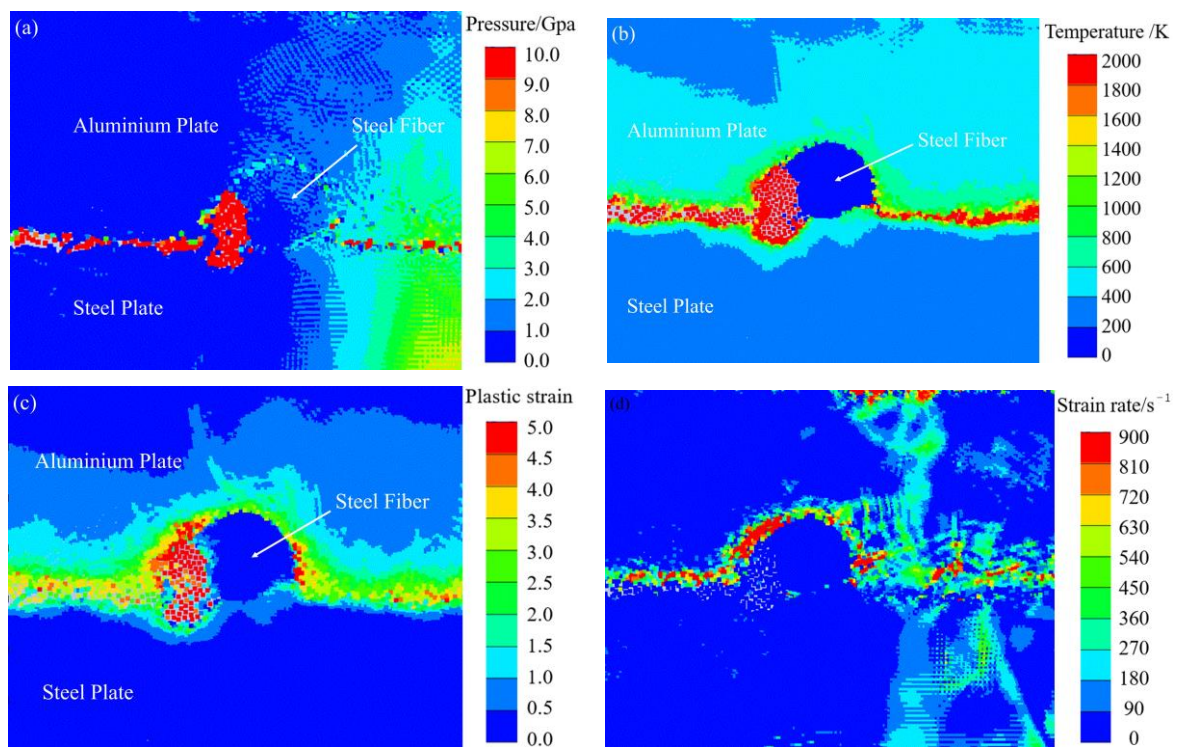 (a)
Pressure/Gpa
10.0
9.0
8.0
7.0
6.0
5.0
4.0
3.0
2.0
1.0
0.0
Aluminium Plate
Steel Fiber
Steel Plate
(b)
Temperature /K
2000
1800
1600
1400
1200
1000
800
600
400
200
0
Aluminium Plate
Steel Fiber
Steel Plate
(c)
Plastic strain
5.0
4.5
4.0
3.5
3.0
2.5
2.0
1.5
1.0
0.5
0.0
Aluminium Plate
Steel Fiber
Steel Plate
(d)
Strain rate/s⁻¹
900
810
720
630
540
450
360
270
180
90
0